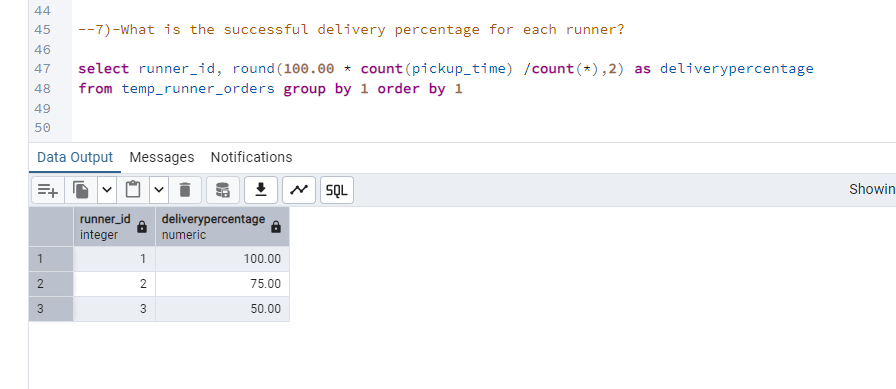 44
45 --7)-What is the successful delivery percentage for each runner?
46
47 select runner_id, round(100.00 * count(pickup_time) /count(*),2) as deliverypercentage
48 from temp_runner_orders group by 1 order by 1
49
50
Data Output Messages Notifications
SQL Showin
runner_id deliverypercentage
integer numeric
1 1 100.00
2 2 75.00
3 3 50.00